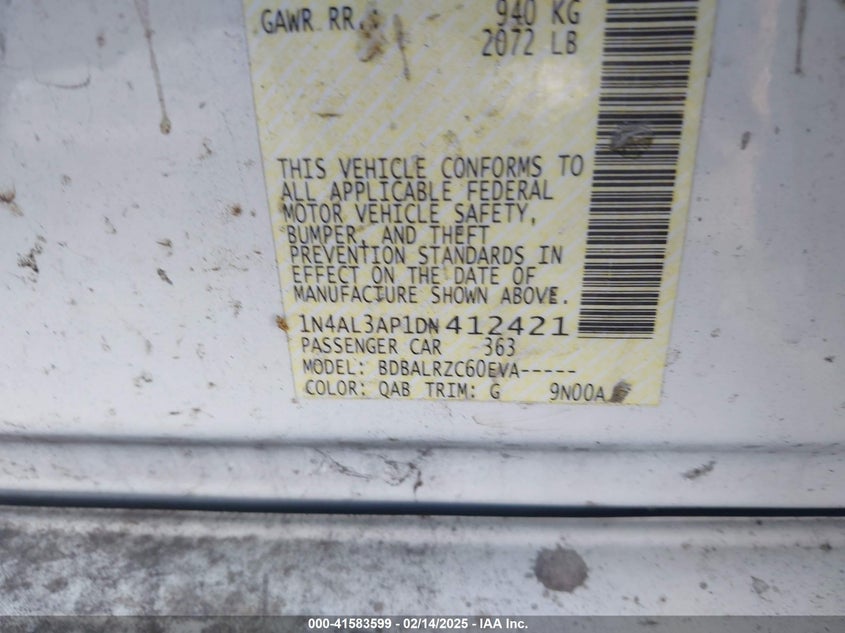 GAWR RR.: 940 KG
2072 LB
THIS VEHICLE CONFORMS TO
ALL APPLICABLE FEDERAL
MOTOR VEHICLE SAFETY,
BUMPER, AND THEFT
PREVENTION STANDARDS IN
EFFECT ON THE DATE OF
MANUFACTURE SHOWN ABOVE.
1N4AL3AP1DN412421
PASSENGER CAR 363
MODEL: BDBALRZC60EVA-----
COLOR: QAB TRIM: G 9N00A
000-41583599 - 02/14/2025 - IAA Inc.